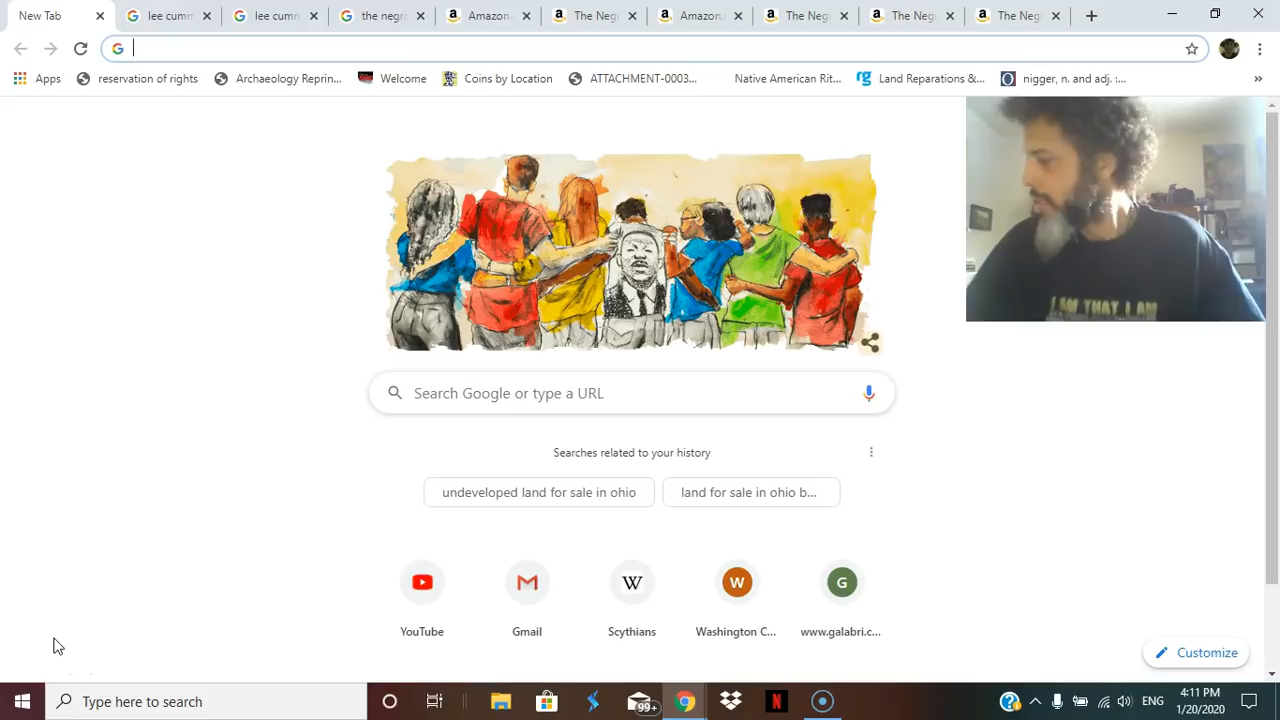 New Tab
lee cumm
lee cumm
the negro
Amazon.
The Neg
Amazon.
The Neg
The Neg
The Neg
Apps
reservation of rights
Archaeology Reprin...
Welcome
Coins by Location
ATTACHMENT-0003...
Native American Rit...
Land Reparations &...
nigger, n. and adj. :...
»
I AM THAT I AM
Search Google or type a URL
Searches related to your history
undeveloped land for sale in ohio
land for sale in ohio b...
W
W
G
YouTube
Gmail
Scythians
Washington C...
www.galabri.c...
Customize
Type here to search
99+
N
ENG
4:11 PM
1/20/2020